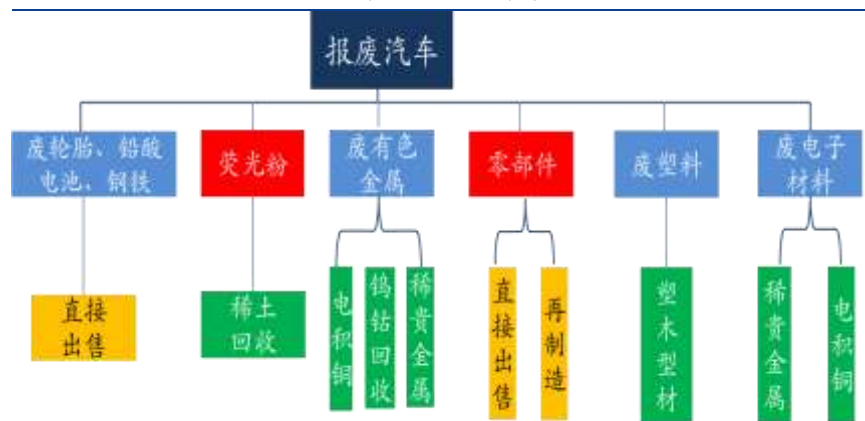 报废汽车
废轮胎、铅酸
电池、钢铁
荧光粉
废有色
金属
零部件
废塑料
废电子
材料
直接
出售
稀土
回收
电积铜
钨钴回收
稀贵金属
直接出售
再制造
塑木型材
稀贵金属
电积铜